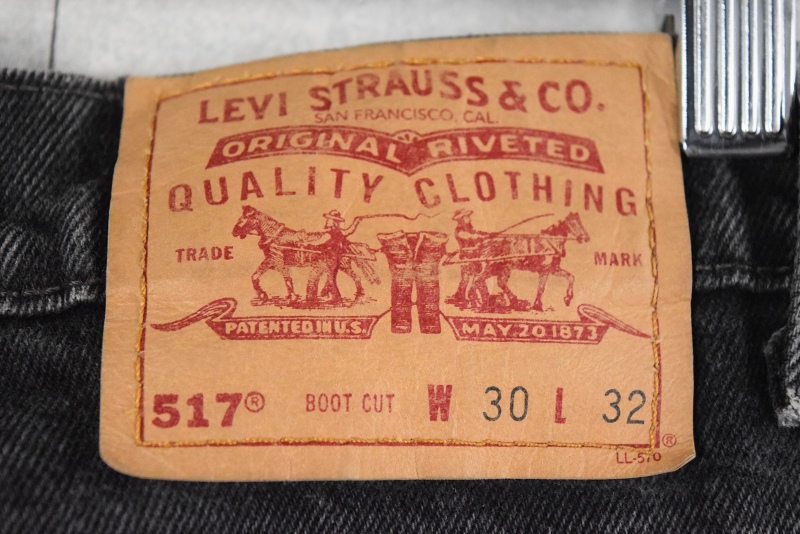 LEVI STRAUSS & CO.
SAN FRANCISCO, CAL.
ORIGINAL RIVETED
QUALITY CLOTHING
TRADE MARK
PATENTED IN U.S. MAY 20 1873
517® BOOT CUT W 30 L 32
®
LL-570